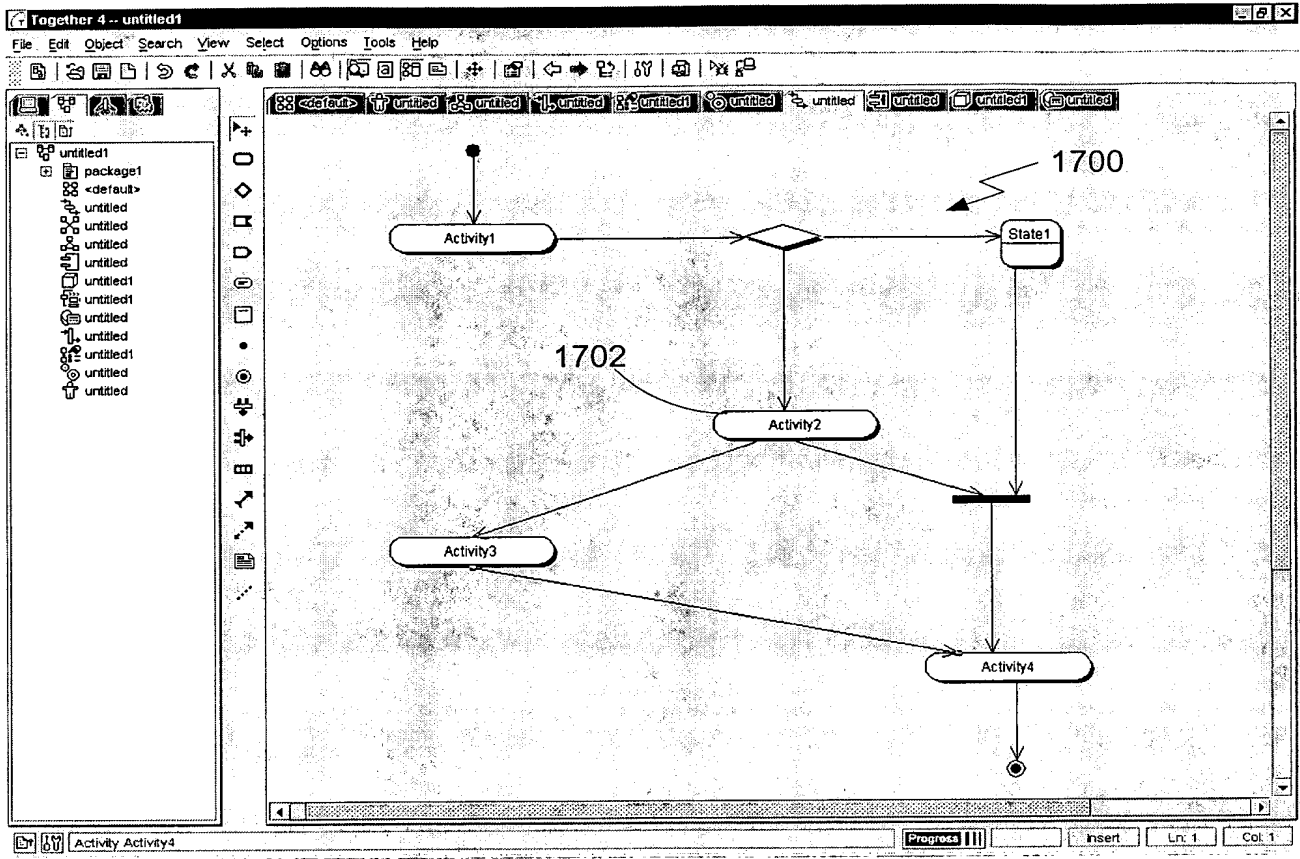 Together 4 -- untitled1
File Edit Object Search View Select Options Tools Help
<default> untitled untitled untitled untitled1 untitled untitled untitled untitled1 untitled
untitled1
package1
<default>
untitled
untitled
untitled
untitled
untitled1
untitled1
untitled
untitled
untitled1
untitled
untitled
1700
Activity1
State1
1702
Activity2
Activity3
Activity4
Activity Activity4
Progress
Insert
Ln: 1
Col: 1